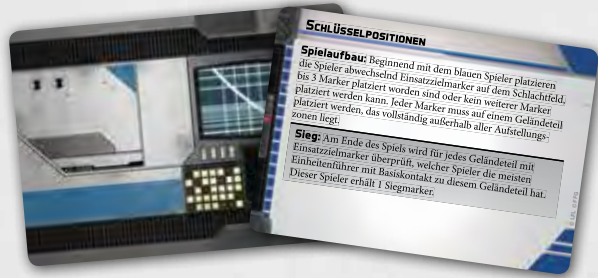 SCHLÜSSELPOSITIONEN
Spielaufbau: Beginnend mit dem blauen Spieler platzieren
die Spieler abwechselnd Einsatzzielmarker auf dem Schlachtfeld,
bis 3 Marker platziert worden sind oder kein weiterer Marker
platziert werden kann. Jeder Marker muss auf einem Geländeteil
platziert werden, das vollständig außerhalb aller Aufstellungs-
zonen liegt.
Sieg: Am Ende des Spiels wird für jedes Geländeteil mit
Einsatzzielmarker überprüft, welcher Spieler die meisten
Einheitenführer mit Basiskontakt zu diesem Geländeteil hat.
Dieser Spieler erhält 1 Siegmarker.